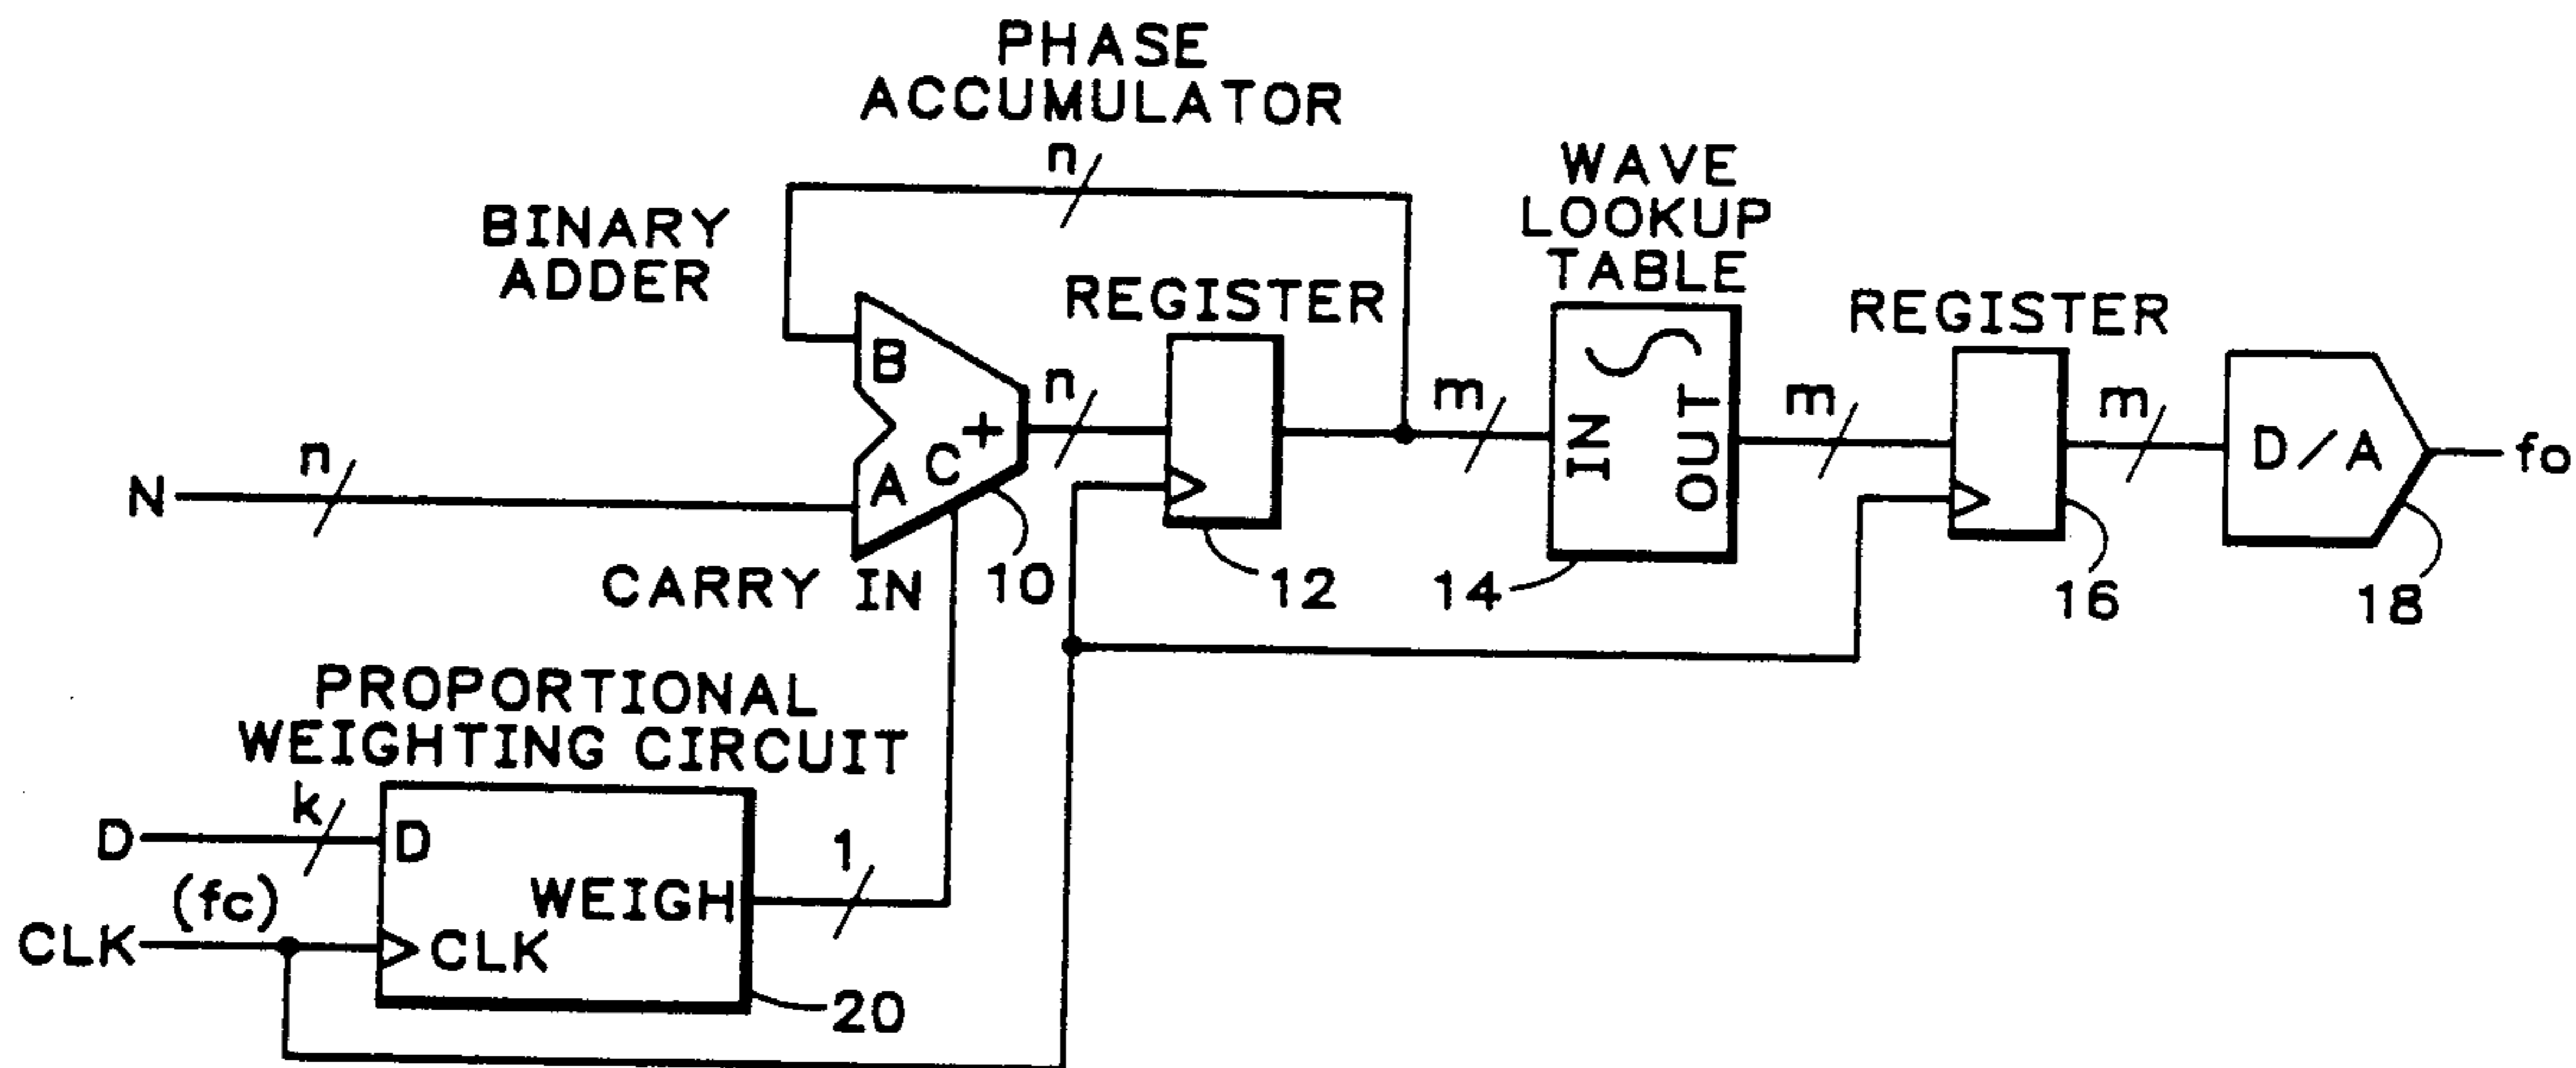 PHASE
ACCUMULATOR
n
BINARY
ADDER
WAVE
LOOKUP
TABLE
REGISTER
REGISTER
B
n
m
IN
OUT
m
m
D/A
fo
N
n
A
C
+
CARRY IN
10
12
14
16
18
PROPORTIONAL
WEIGHTING CIRCUIT
D
k
D
1
WEIGH
(fc)
CLK
CLK
20